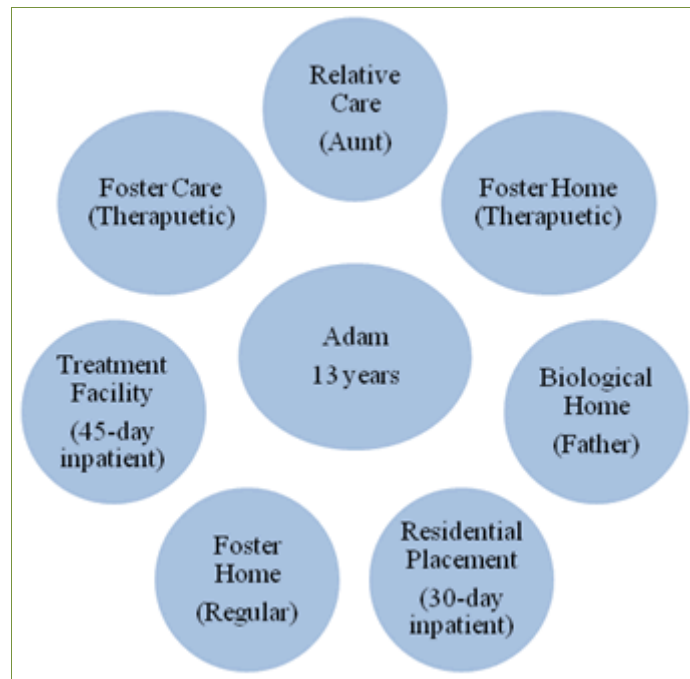 Relative
Care
(Aunt)
Foster Care
(Therapuetic)
Foster Home
(Therapuetic)
Adam
13 years
Treatment
Facility
(45-day
inpatient)
Biological
Home
(Father)
Foster
Home
(Regular)
Residential
Placement
(30-day
inpatient)